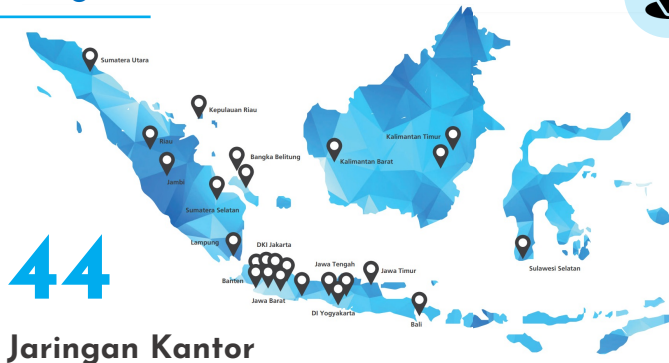 Sumatera Utara
Kepulauan Riau
Riau
Kalimantan Timur
Bangka Belitung
Kalimantan Barat
Jambi
Sumatera Selatan
Lampung
DKI Jakarta
Jawa Tengah
Jawa Timur
Sulawesi Selatan
Banten
Jawa Barat
DI Yogyakarta
Bali
44
Jaringan Kantor